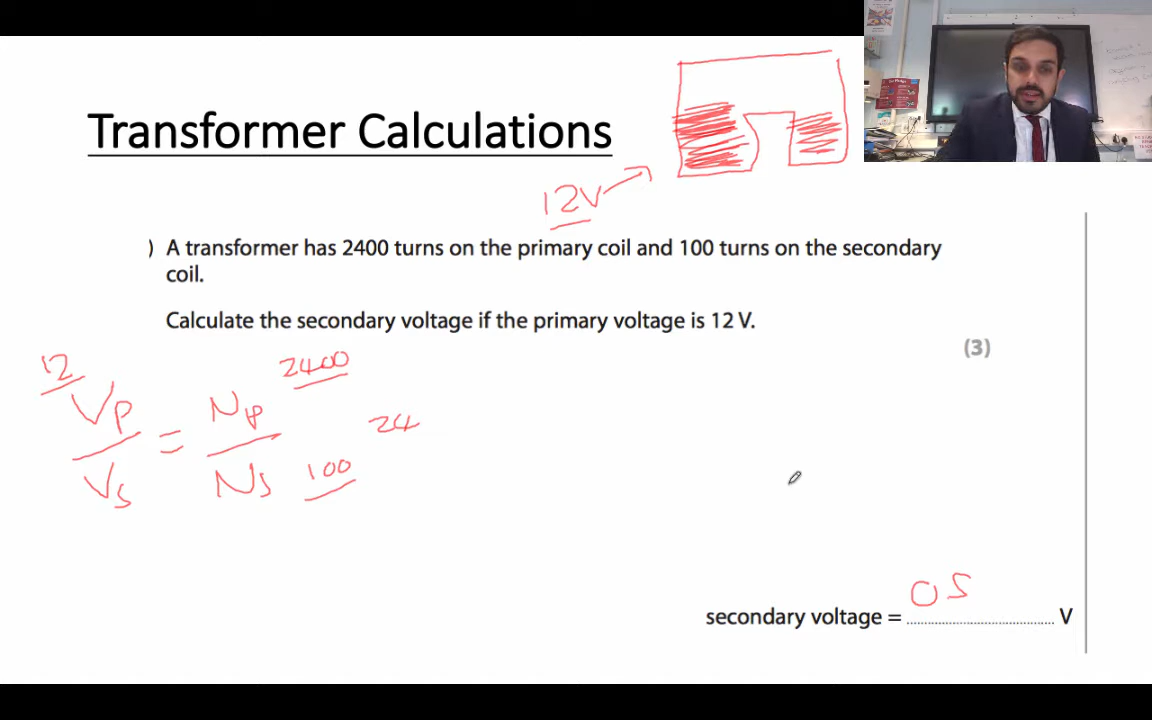 Transformer Calculations
12V
) A transformer has 2400 turns on the primary coil and 100 turns on the secondary
coil.
Calculate the secondary voltage if the primary voltage is 12 V.
(3)
12
2400
Vp
Np
24
=
Vs
Ns
100
0 5
secondary voltage = .......................................... V